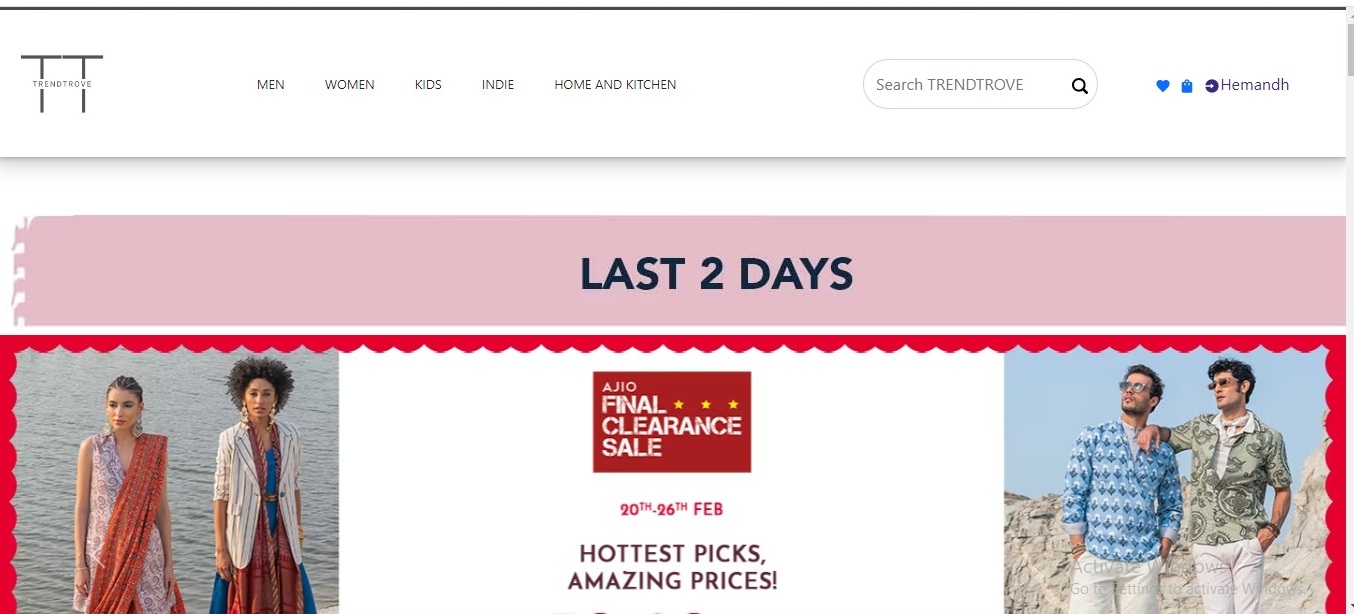 TRENDTROVE
MEN WOMEN KIDS INDIE HOME AND KITCHEN
Search TRENDTROVE
Hemandh
LAST 2 DAYS
AJIO
FINAL
CLEARANCE
SALE
20TH-26TH FEB
HOTTEST PICKS,
AMAZING PRICES!
Activate Windows
Go to Settings to activate Windows.